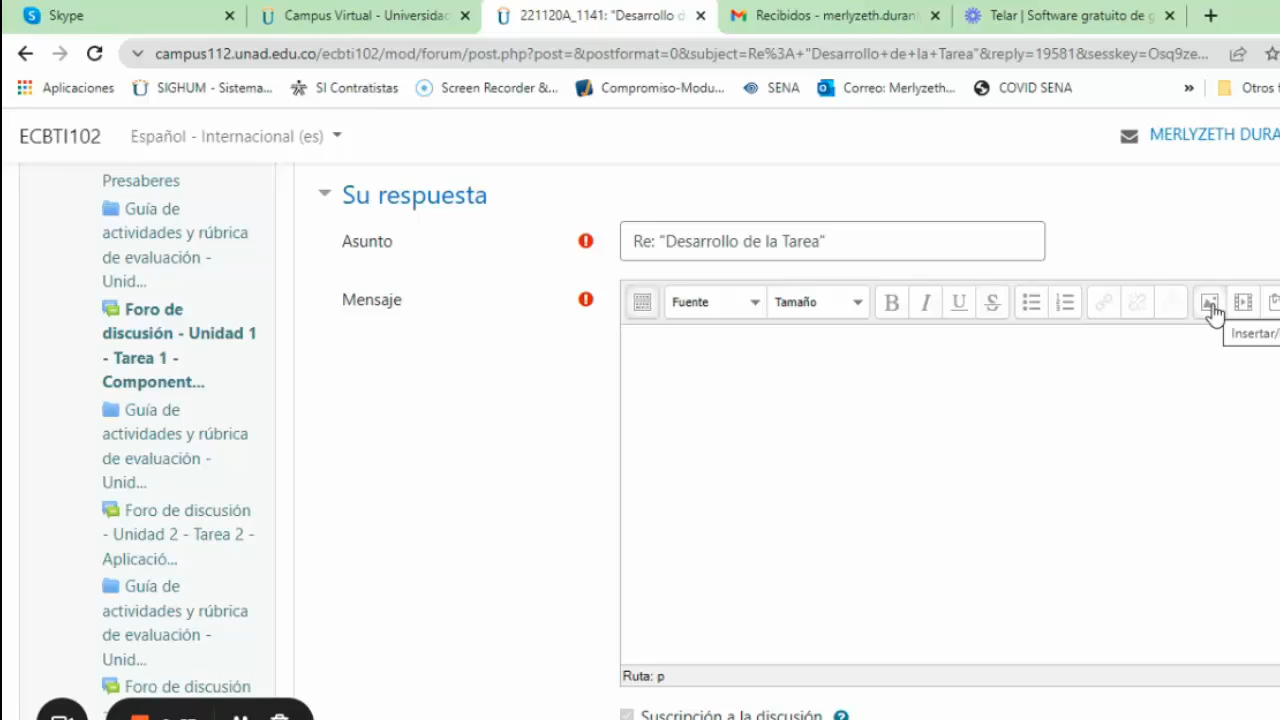 Skype
Campus Virtual - Universidad
221120A_1141: "Desarrollo d
Recibidos - merlyzeth.duran
Telar | Software gratuito de g
campus112.unad.edu.co/ecbti102/mod/forum/post.php?post=&postformat=0&subject=Re%3A+"Desarrollo+de+la+Tarea"&reply=19581&sesskey=Osq9ze...
Aplicaciones
SIGHUM - Sistema...
SI Contratistas
Screen Recorder &...
Compromiso-Modu...
SENA
Correo: Merlyzeth...
COVID SENA
»
Otros f
ECBTI102
Español - Internacional (es)
MERLYZETH DURA
Presaberes
Guía de
actividades y rúbrica
de evaluación -
Unid...
Foro de
discusión - Unidad 1
- Tarea 1 -
Component...
Guía de
actividades y rúbrica
de evaluación -
Unid...
Foro de discusión
- Unidad 2 - Tarea 2 -
Aplicació...
Guía de
actividades y rúbrica
de evaluación -
Unid...
Foro de discusión
Su respuesta
Asunto
Re: "Desarrollo de la Tarea"
Mensaje
Fuente
Tamaño
B I U S
Insertar/
Ruta: p
Suscripción a la discusión